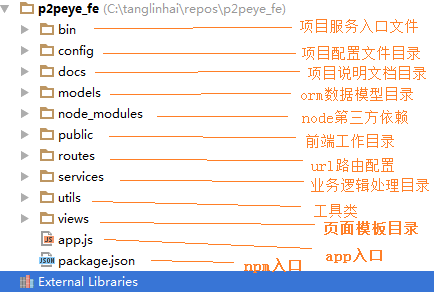 p2peye_fe (C:\tanglinhai\repos\p2peye_fe)
bin 项目服务入口文件
config 项目配置文件目录
docs 项目说明文档目录
models orm数据模型目录
node_modules node第三方依赖
public 前端工作目录
routes url路由配置
services 业务逻辑处理目录
utils 工具类
views 页面模板目录
app.js app入口
package.json npm入口
External Libraries